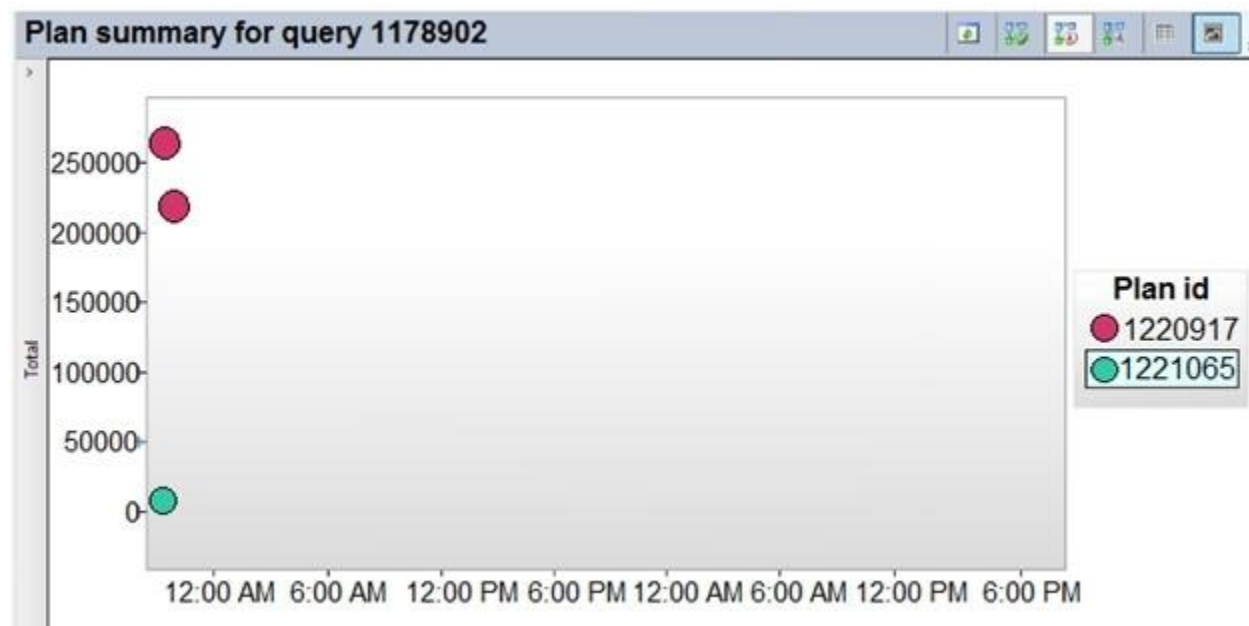 Plan summary for query 1178902
250000
200000
150000
100000
50000
0
Total
12:00 AM 6:00 AM 12:00 PM 6:00 PM 12:00 AM 6:00 AM 12:00 PM 6:00 PM
Plan id
1220917
1221065